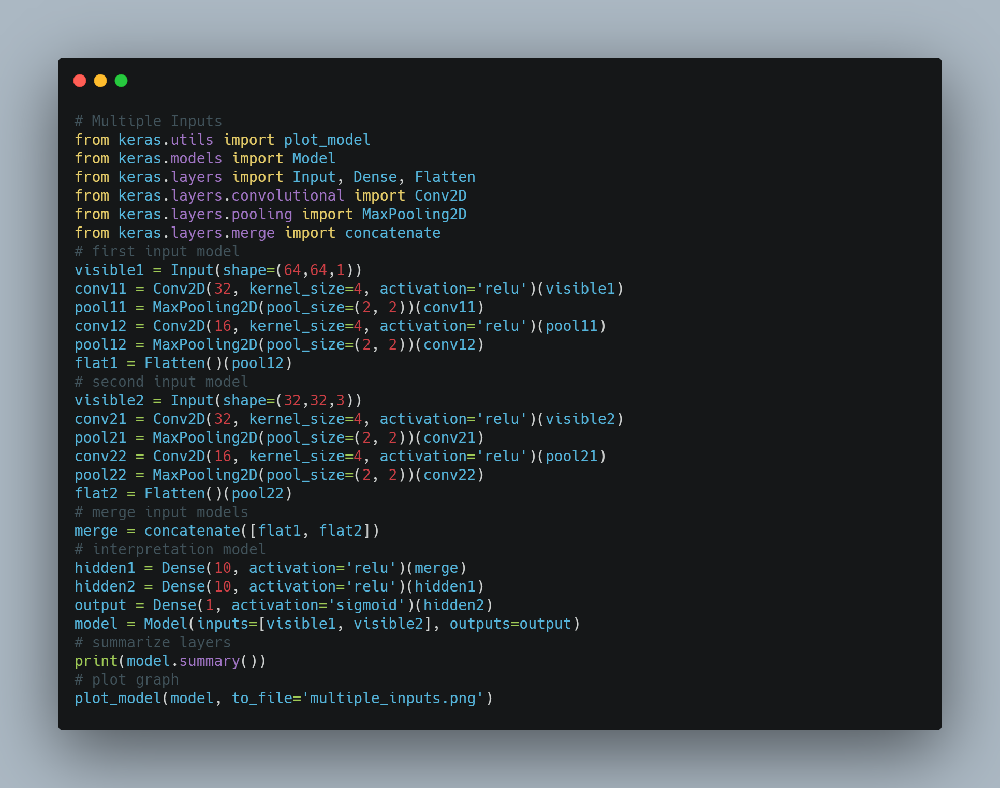 # Multiple Inputs
from keras.utils import plot_model
from keras.models import Model
from keras.layers import Input, Dense, Flatten
from keras.layers.convolutional import Conv2D
from keras.layers.pooling import MaxPooling2D
from keras.layers.merge import concatenate
# first input model
visible1 = Input(shape=(64,64,1))
conv11 = Conv2D(32, kernel_size=4, activation='relu')(visible1)
pool11 = MaxPooling2D(pool_size=(2, 2))(conv11)
conv12 = Conv2D(16, kernel_size=4, activation='relu')(pool11)
pool12 = MaxPooling2D(pool_size=(2, 2))(conv12)
flat1 = Flatten()(pool12)
# second input model
visible2 = Input(shape=(32,32,3))
conv21 = Conv2D(32, kernel_size=4, activation='relu')(visible2)
pool21 = MaxPooling2D(pool_size=(2, 2))(conv21)
conv22 = Conv2D(16, kernel_size=4, activation='relu')(pool21)
pool22 = MaxPooling2D(pool_size=(2, 2))(conv22)
flat2 = Flatten()(pool22)
# merge input models
merge = concatenate([flat1, flat2])
# interpretation model
hidden1 = Dense(10, activation='relu')(merge)
hidden2 = Dense(10, activation='relu')(hidden1)
output = Dense(1, activation='sigmoid')(hidden2)
model = Model(inputs=[visible1, visible2], outputs=output)
# summarize layers
print(model.summary())
# plot graph
plot_model(model, to_file='multiple_inputs.png')